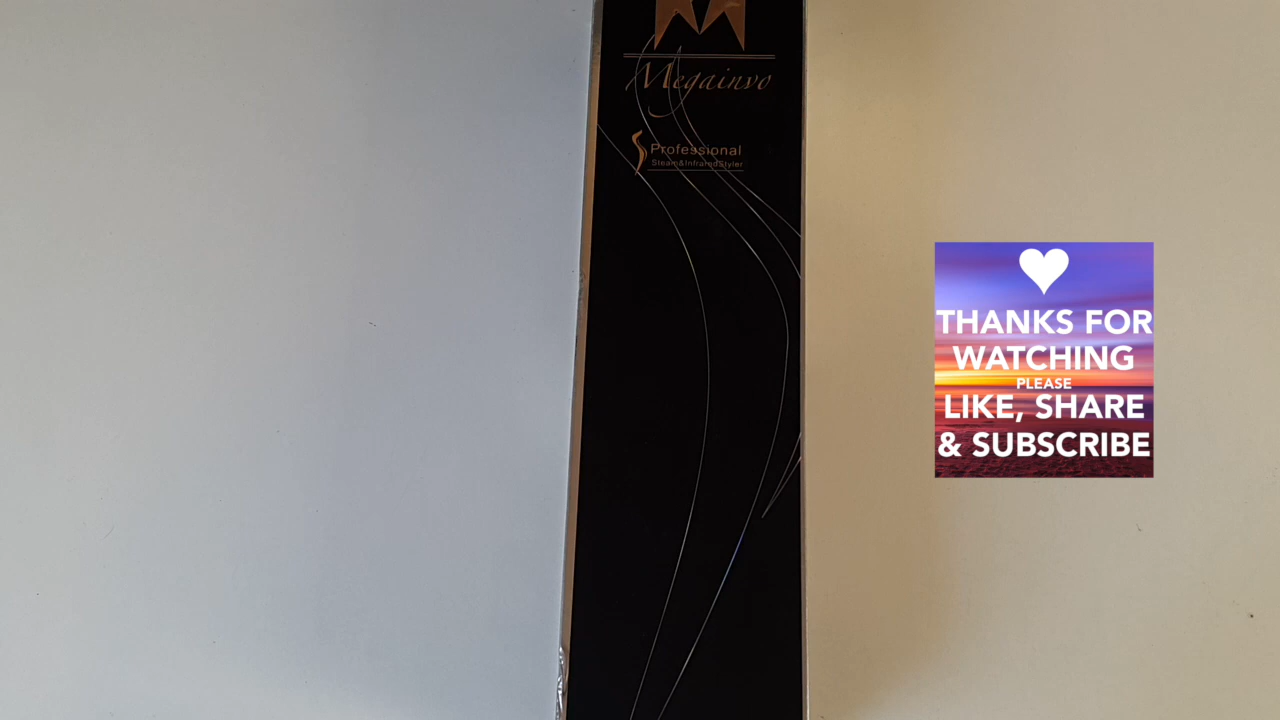 Megainvo
Professional
Steam&InfraredStyler
THANKS FOR
WATCHING
PLEASE
LIKE, SHARE
& SUBSCRIBE